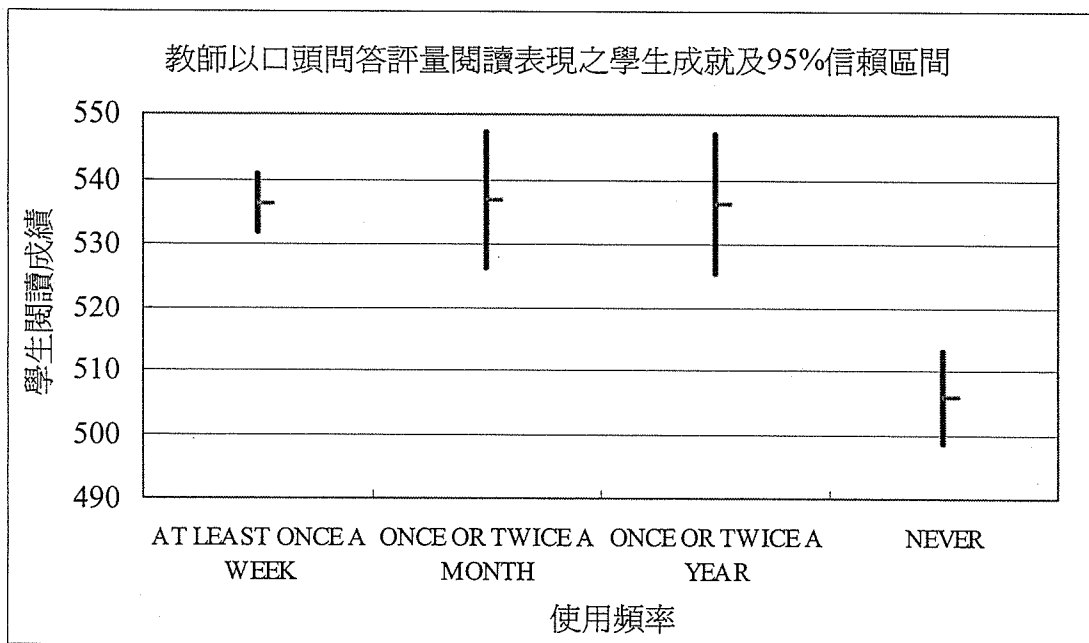 教師以口頭問答評量閱讀表現之學生成就及95%信賴區間
550
540
530
520
510
500
490
學生閱讀成績
AT LEAST ONCE A WEEK
ONCE OR TWICE A MONTH
ONCE OR TWICE A YEAR
NEVER
使用頻率